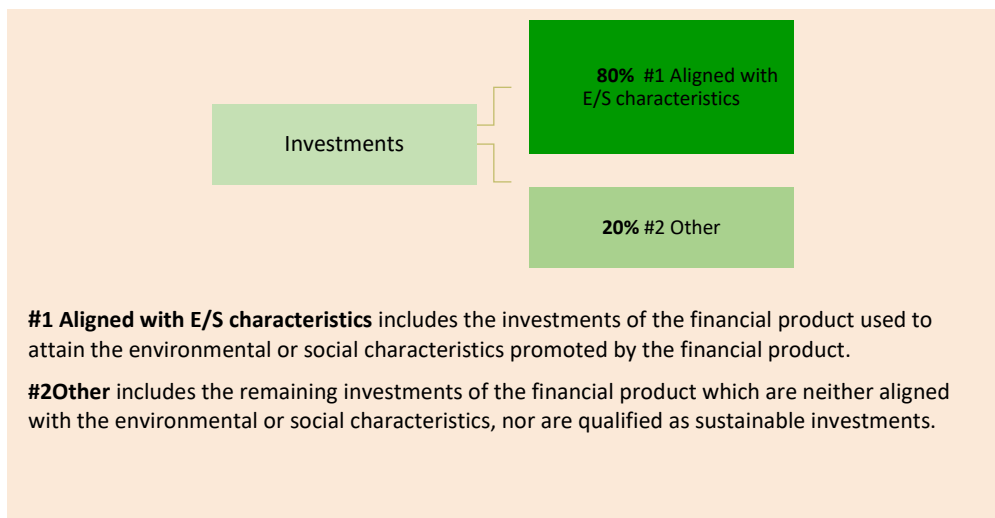 80% #1 Aligned with
E/S characteristics
Investments
20% #2 Other
#1 Aligned with E/S characteristics includes the investments of the financial product used to
attain the environmental or social characteristics promoted by the financial product.
#2Other includes the remaining investments of the financial product which are neither aligned
with the environmental or social characteristics, nor are qualified as sustainable investments.